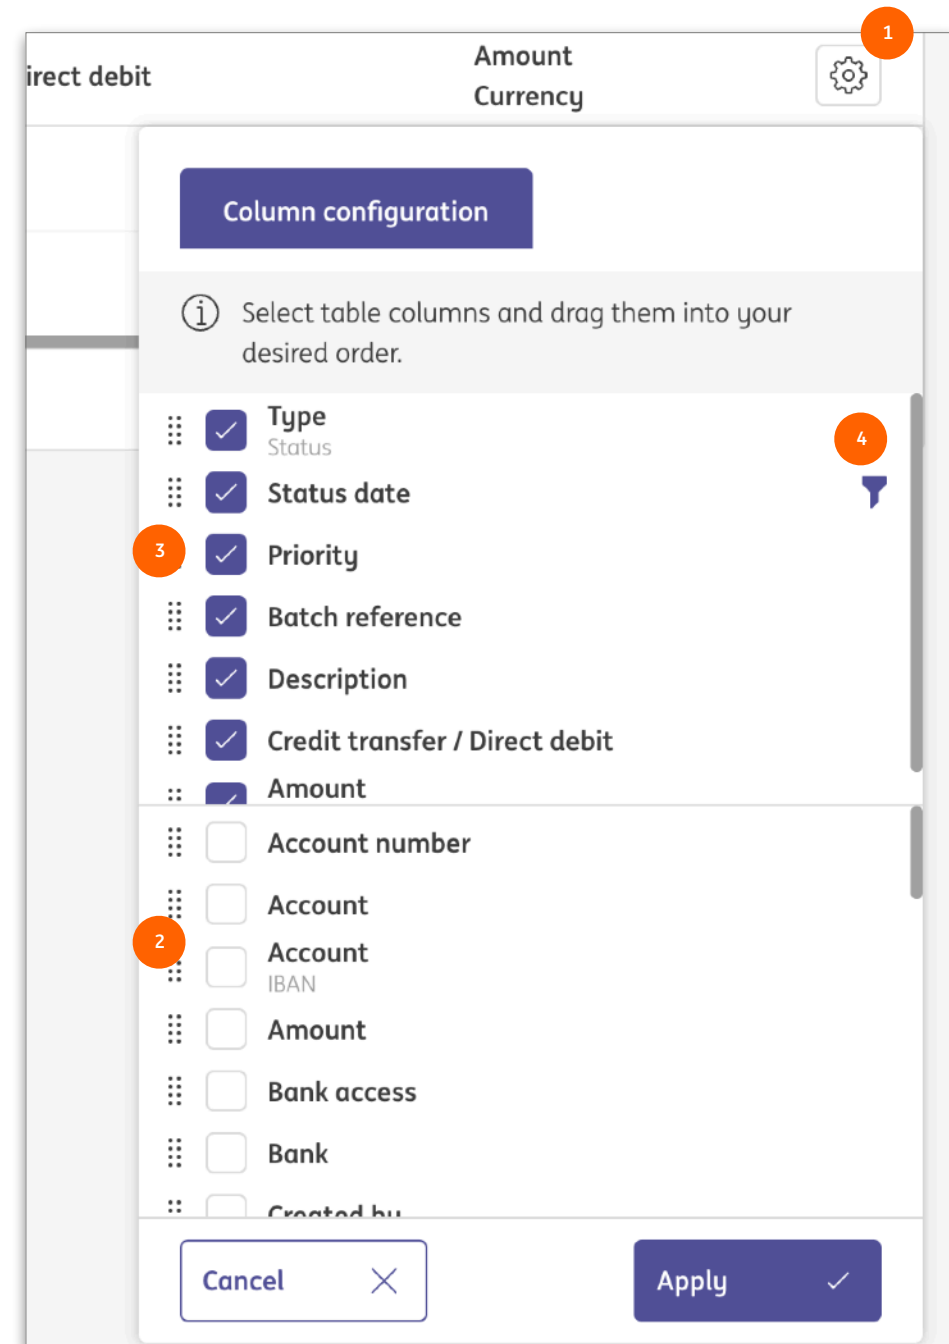 1
irect debit
Amount
Currency
Column configuration
Select table columns and drag them into your
desired order.
Type
Status
4
Status date
3
Priority
Batch reference
Description
Credit transfer / Direct debit
Amount
Account number
Account
2
Account
IBAN
Amount
Bank access
Bank
Created by
Cancel
Apply